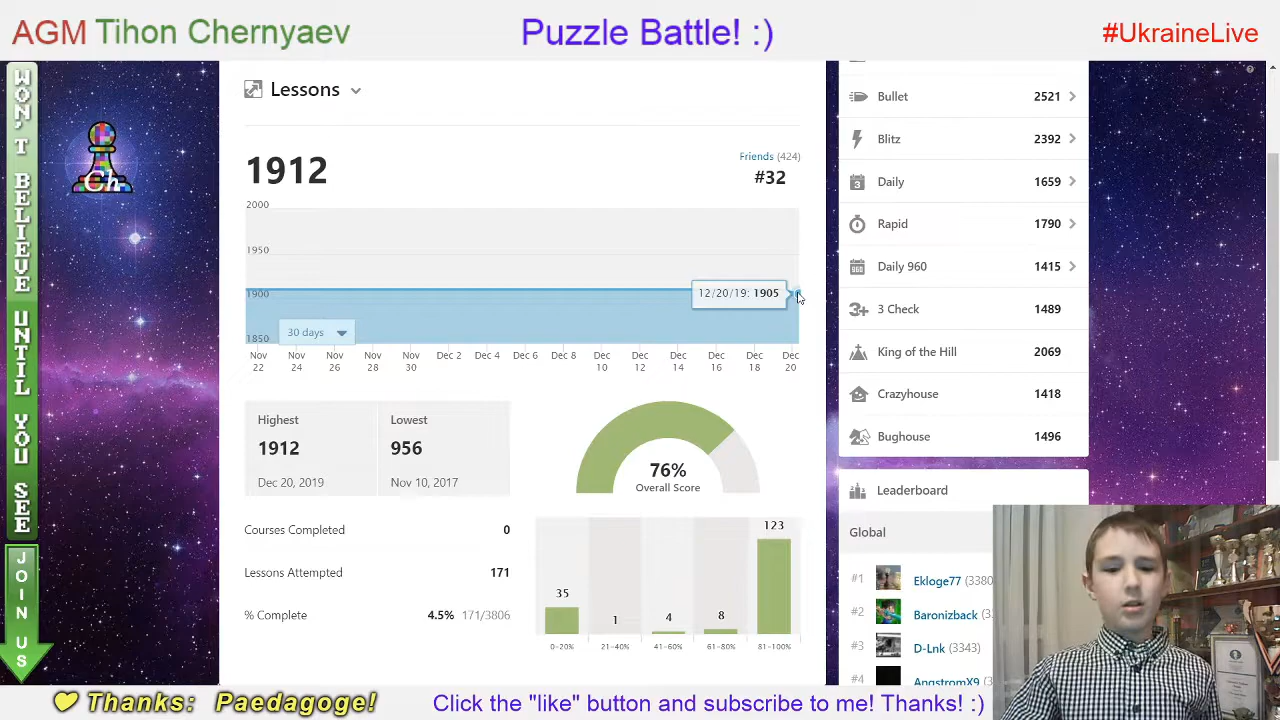 AGM Tihon Chernyaev
Puzzle Battle! :)
#UkraineLive
WON'T BELIEVE UNTIL YOU SEE
JOIN US
Ch
Lessons
1912
Friends (424)
#32
2000
1950
1900
1850
12/20/19: 1905
30 days
Nov 22
Nov 24
Nov 26
Nov 28
Nov 30
Dec 2
Dec 4
Dec 6
Dec 8
Dec 10
Dec 12
Dec 14
Dec 16
Dec 18
Dec 20
Highest
1912
Dec 20, 2019
Lowest
956
Nov 10, 2017
76%
Overall Score
Courses Completed 0
Lessons Attempted 171
% Complete 4.5% 171/3806
35
1
4
8
123
0-20%
21-40%
41-60%
61-80%
81-100%
Bullet 2521
Blitz 2392
Daily 1659
Rapid 1790
Daily 960 1415
3 Check 1489
King of the Hill 2069
Crazyhouse 1418
Bughouse 1496
Leaderboard
Global
#1 Ekloge77 (3380
#2 Baronizback (3
#3 D-Lnk (3343)
#4 AngstromX9 (
Thanks: Paedagoge!
Click the "like" button and subscribe to me! Thanks! :)